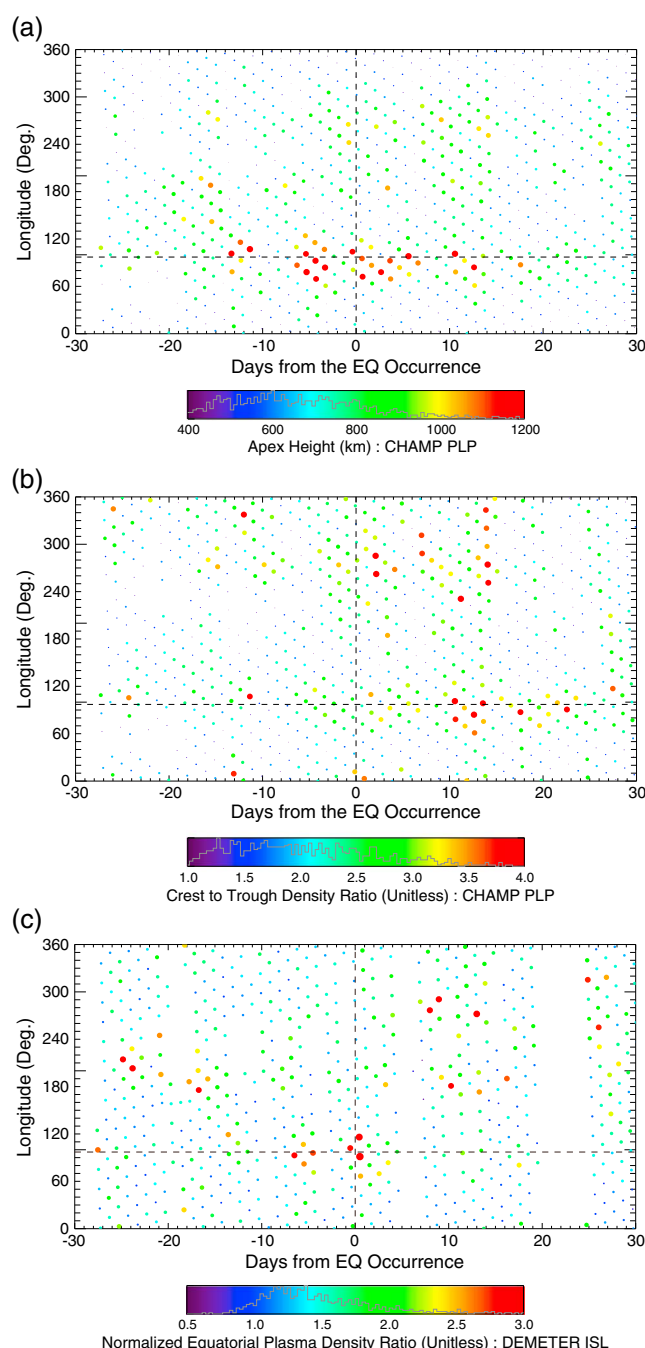 (a)
360
300
240
180
120
60
0
Longitude (Deg.)
-30 -20 -10 0 10 20 30
Days from the EQ Occurrence
400 600 800 1000 1200
Apex Height (km) : CHAMP PLP
(b)
360
300
240
180
120
60
0
Longitude (Deg.)
-30 -20 -10 0 10 20 30
Days from the EQ Occurrence
1.0 1.5 2.0 2.5 3.0 3.5 4.0
Crest to Trough Density Ratio (Unitless) : CHAMP PLP
(c)
360
300
240
180
120
60
0
Longitude (Deg.)
-30 -20 -10 0 10 20 30
Days from EQ Occurrence
0.5 1.0 1.5 2.0 2.5 3.0
Normalized Equatorial Plasma Density Ratio (Unitless) : DEMETER ISL